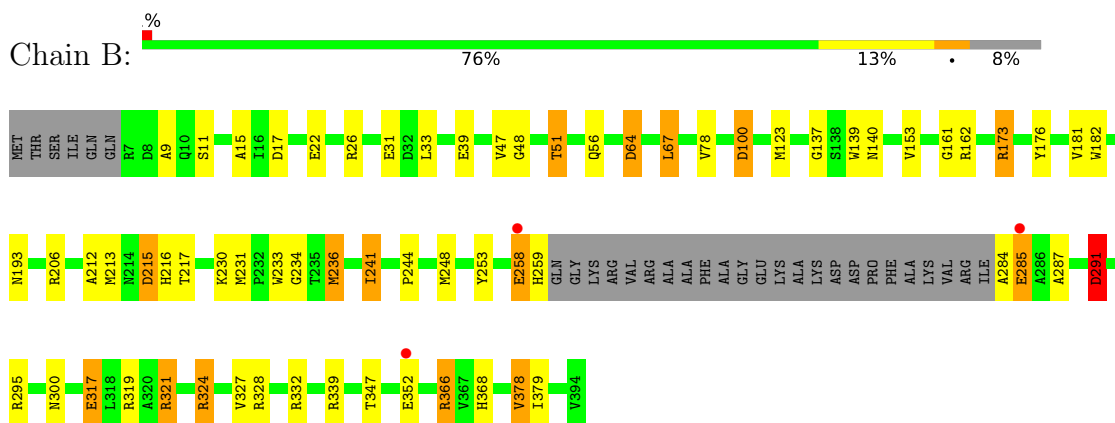 .%
Chain B:
76% 13% • 8%
MET THR SER ILE GLN GLN R7 D8 A9 Q10 S11 A15 I16 D17 E22 R26 E31 D32 L33 E39 V47 G48 T51 Q56 D64 L67 V78 D100 M123 G137 S138 W139 N140 V153 G161 R162 R173 Y176 V181 W182
N193 R206 A212 M213 N214 D215 H216 T217 K230 M231 P232 W233 G234 T235 M236 I241 P244 M248 Y253 E258 H259 GLN GLY LYS ARG VAL ARG ALA ALA PHE ALA GLY GLU LYS ALA LYS ASP ASP PRO PHE ALA LYS VAL ARG ILE A284 E285 A286 A287 D291
R295 N300 E317 L318 R319 A320 R321 R324 V327 R328 R332 R339 T347 E352 R366 V367 H368 V378 I379 V394